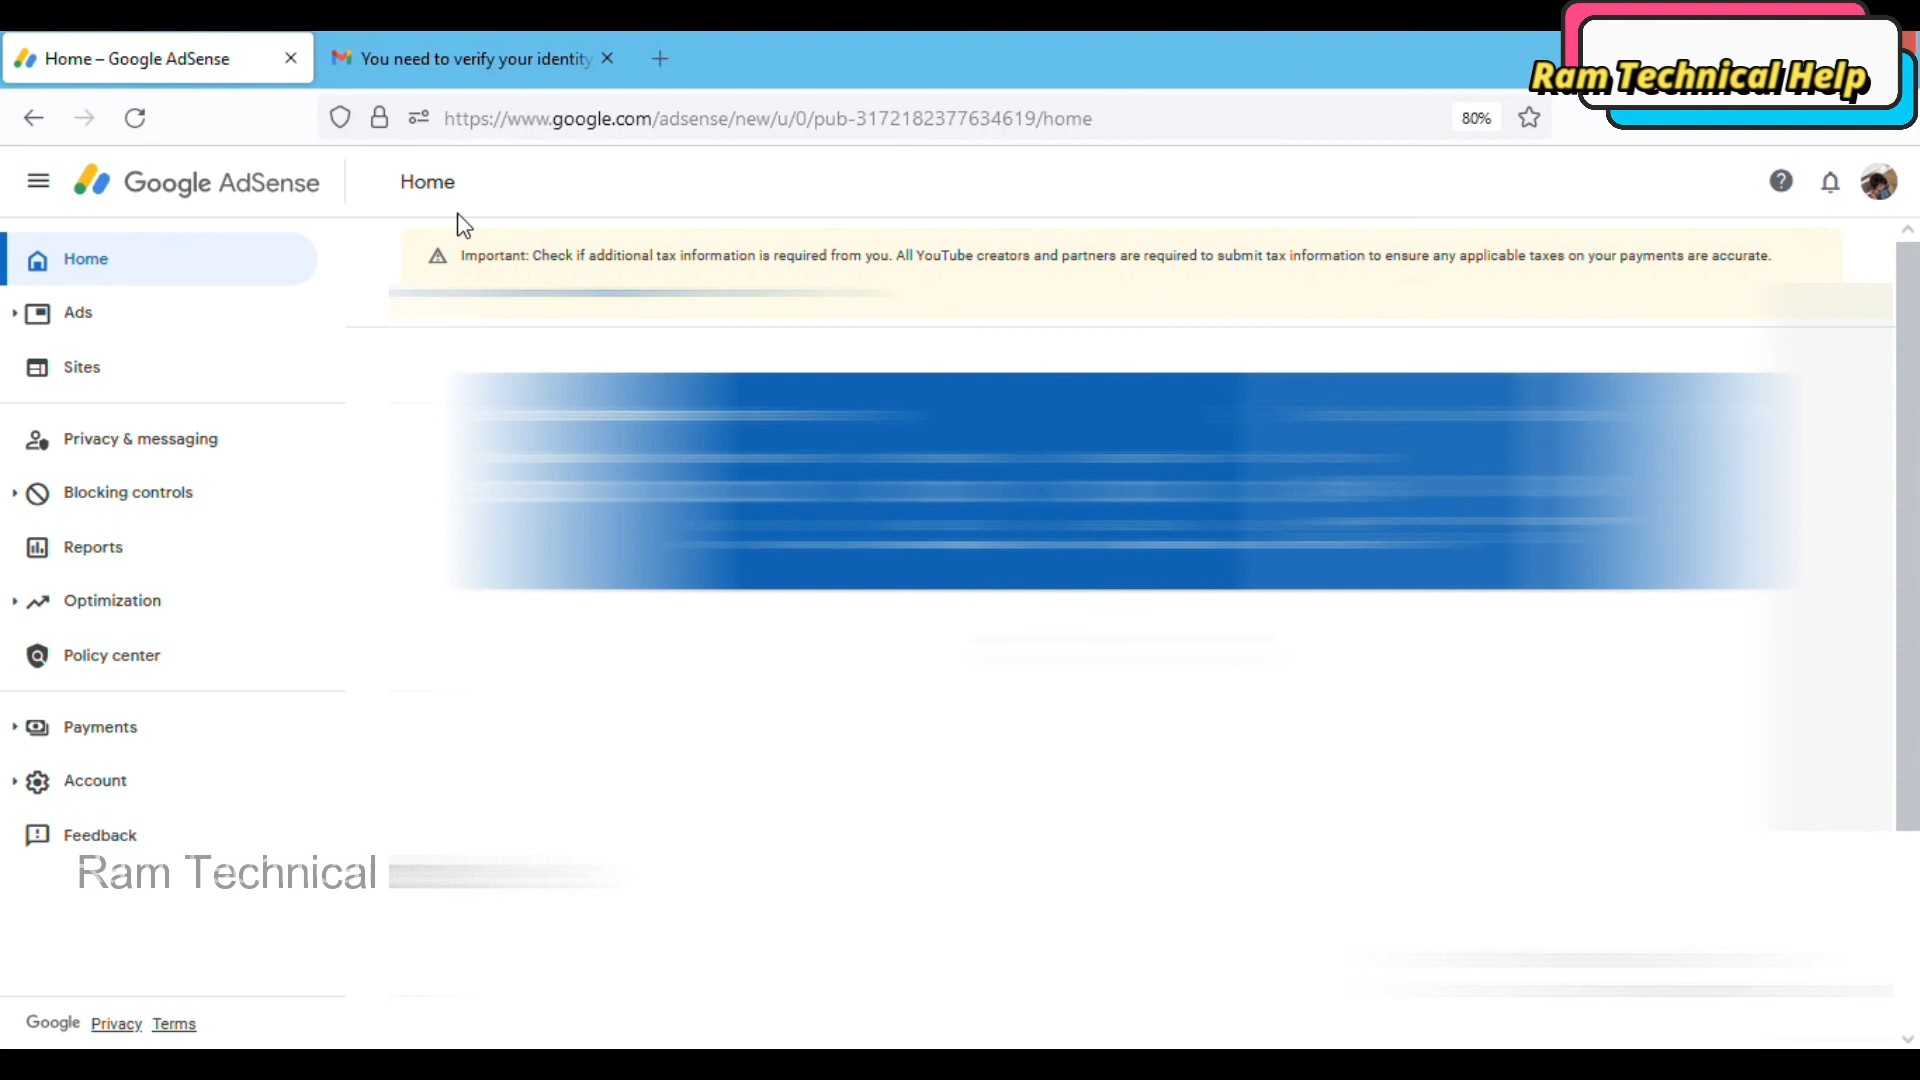 Home – Google AdSense
You need to verify your identity
Ram Technical Help
https://www.google.com/adsense/new/u/0/pub-3172182377634619/home
80%
Google AdSense
Home
Important: Check if additional tax information is required from you. All YouTube creators and partners are required to submit tax information to ensure any applicable taxes on your payments are accurate.
Home
Ads
Sites
Privacy & messaging
Blocking controls
Reports
Optimization
Policy center
Payments
Account
Feedback
Ram Technical
Google Privacy Terms